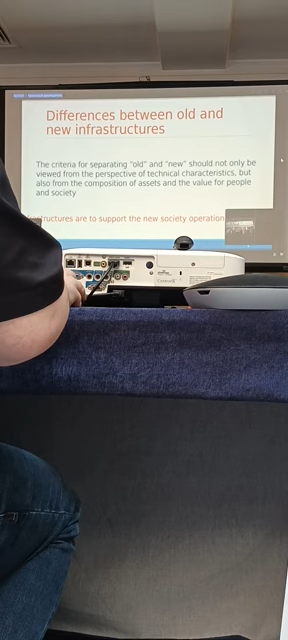 Differences between old and
new infrastructures
The criteria for separating "old" and "new" should not only be
viewed from the perspective of technical characteristics, but
also from the composition of assets and the value for people
and society
structures are to support the new society operation